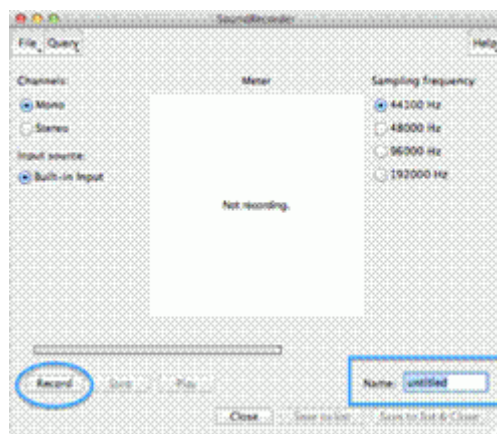 SoundRecorder
File Query Help
Channels: Meter Sampling frequency:
Mono 44100 Hz
Stereo 48000 Hz
Input source: 96000 Hz
Built-in Input 192000 Hz
Not recording.
Record Stop Play Name: untitled
Close Save to list Save to list & Close